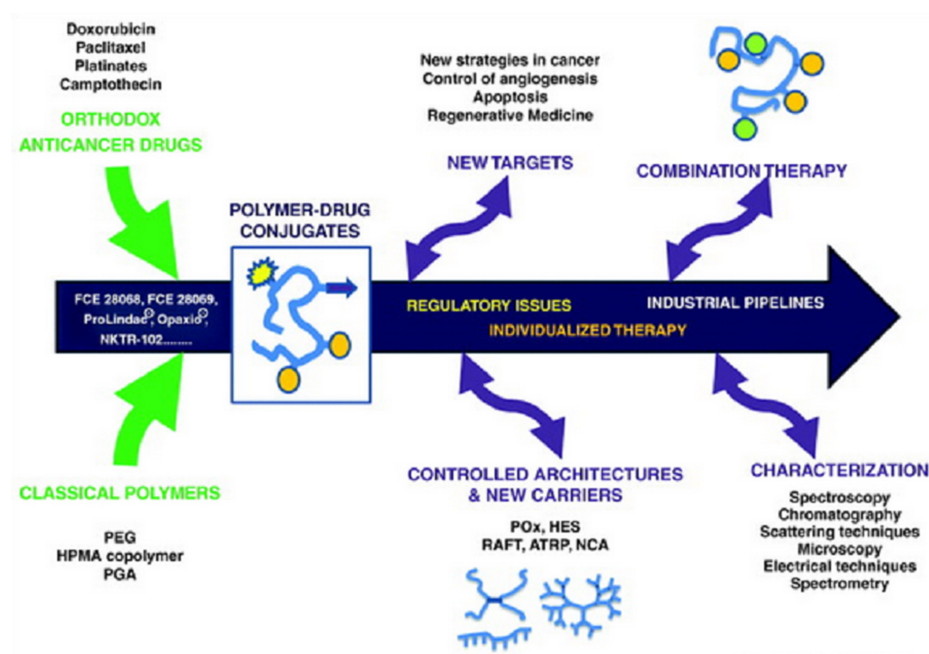 Doxorubicin
Paclitaxel
Platinates
Camptothecin
ORTHODOX
ANTICANCER DRUGS
New strategies in cancer
Control of angiogenesis
Apoptosis
Regenerative Medicine
NEW TARGETS
COMBINATION THERAPY
POLYMER-DRUG
CONJUGATES
FCE 28068, FCE 28069,
ProLindac®, Opaxio®,
NKTR-102........
REGULATORY ISSUES
INDUSTRIAL PIPELINES
INDIVIDUALIZED THERAPY
CLASSICAL POLYMERS
PEG
HPMA copolymer
PGA
CONTROLLED ARCHITECTURES
& NEW CARRIERS
POx, HES
RAFT, ATRP, NCA
CHARACTERIZATION
Spectroscopy
Chromatography
Scattering techniques
Microscopy
Electrical techniques
Spectrometry